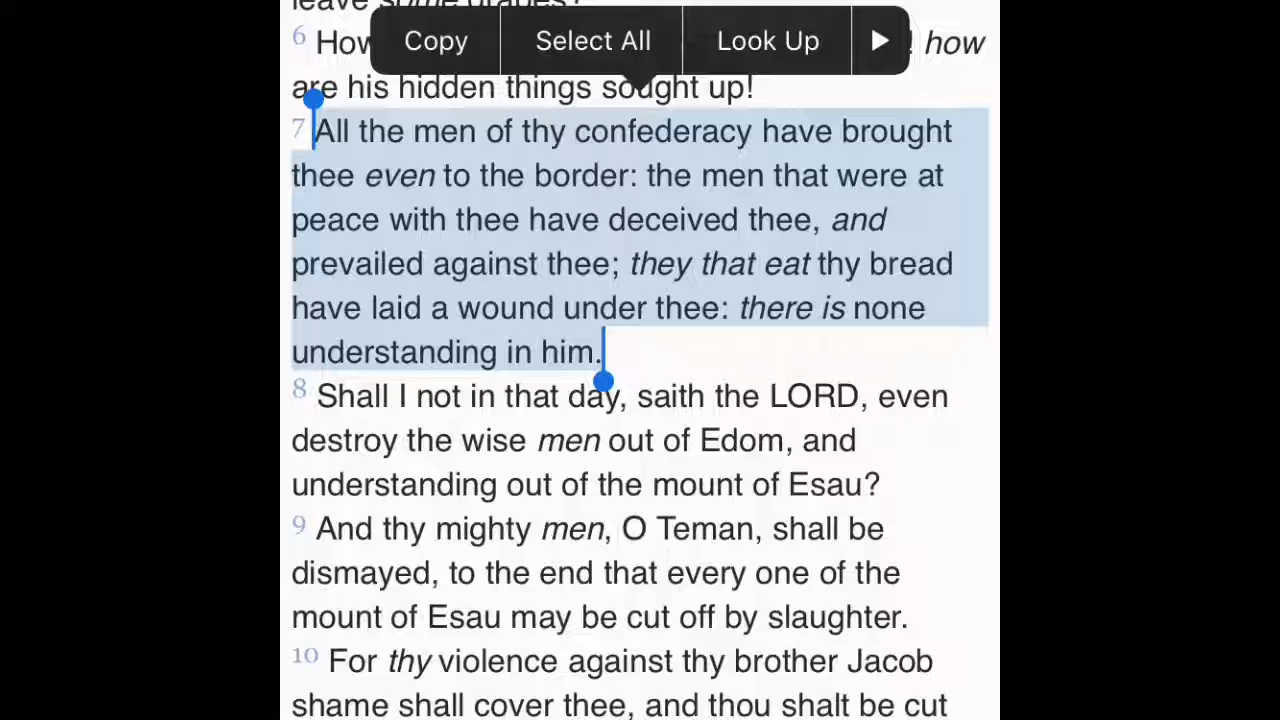 leave some grapes?
Copy Select All Look Up
6 How how
are his hidden things sought up!
7 All the men of thy confederacy have brought
thee even to the border: the men that were at
peace with thee have deceived thee, and
prevailed against thee; they that eat thy bread
have laid a wound under thee: there is none
understanding in him.
8 Shall I not in that day, saith the LORD, even
destroy the wise men out of Edom, and
understanding out of the mount of Esau?
9 And thy mighty men, O Teman, shall be
dismayed, to the end that every one of the
mount of Esau may be cut off by slaughter.
10 For thy violence against thy brother Jacob
shame shall cover thee, and thou shalt be cut